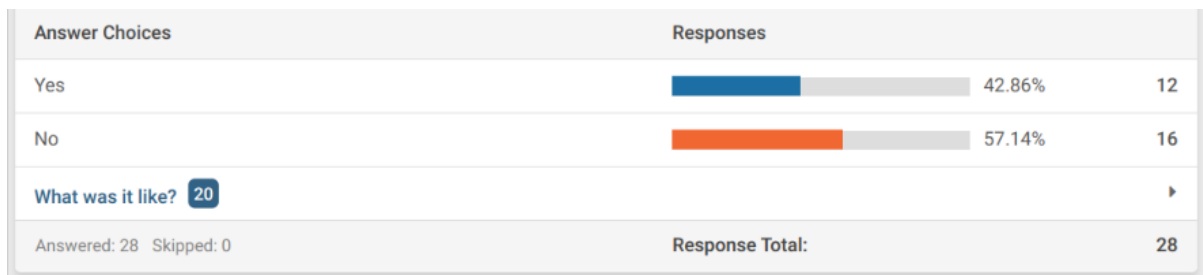 Answer Choices Responses
Yes 42.86% 12
No 57.14% 16
What was it like? 20
Answered: 28 Skipped: 0 Response Total: 28